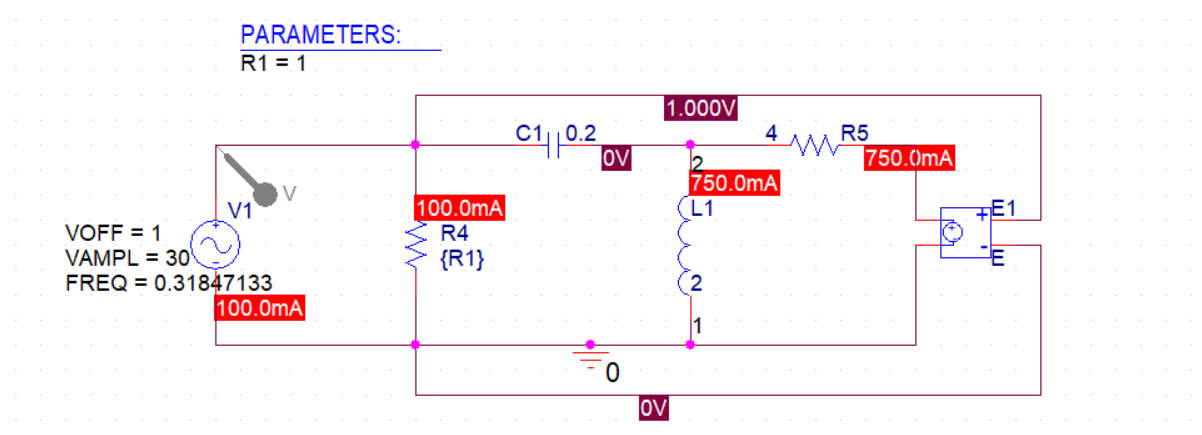 PARAMETERS:
R1 = 1
1.000V
C1 0.2
4 R5
0V
2
750.0mA
750.0mA
V
V1
100.0mA
L1
E1
VOFF = 1
VAMPL = 30
FREQ = 0.31847133
R4
{R1}
+
-
E
2
100.0mA
1
0
0V